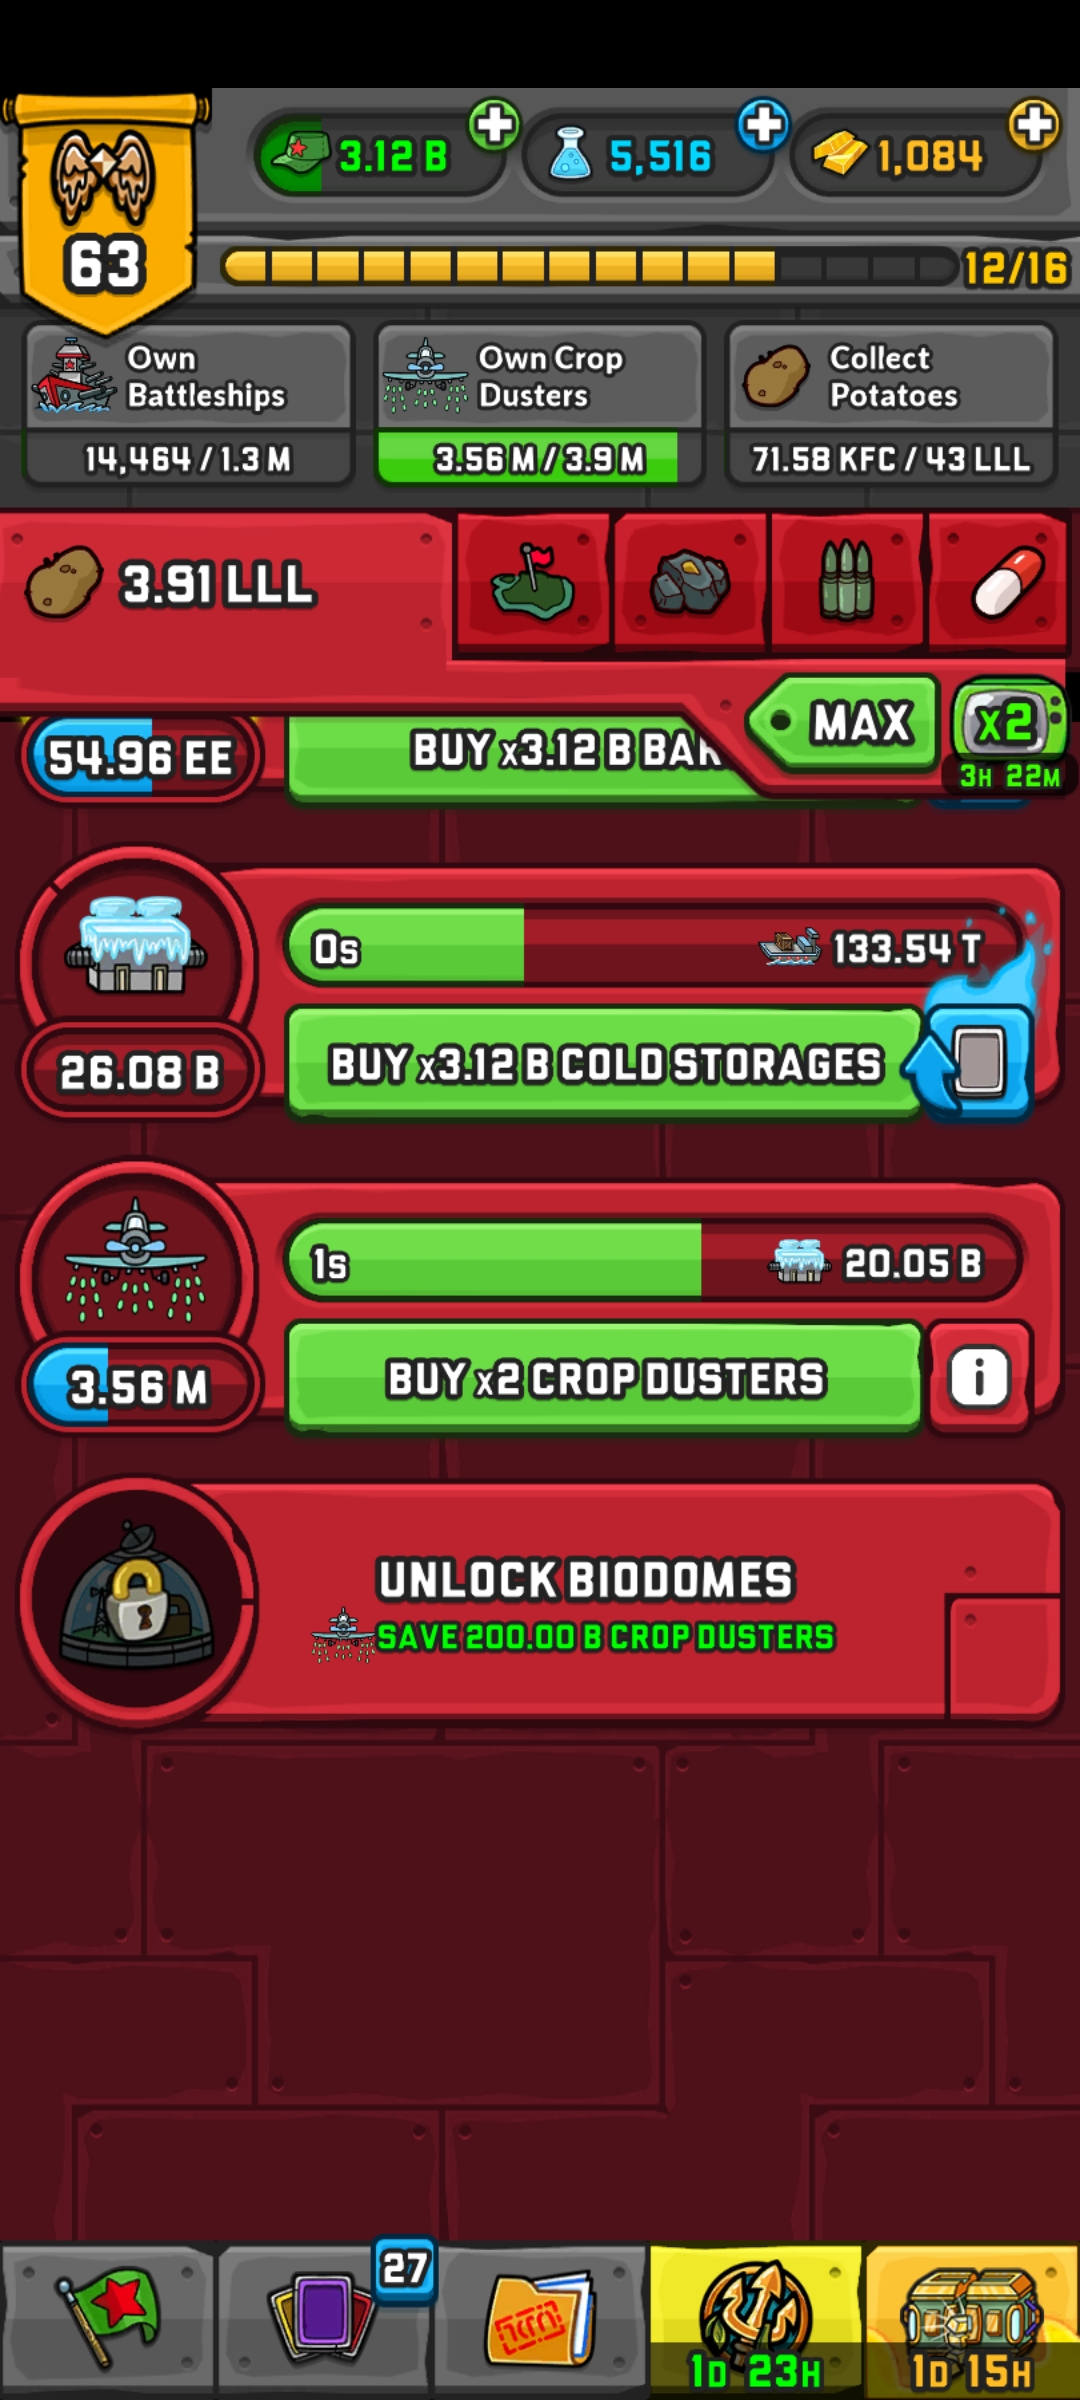 63
3.12 B
5,516
1,084
12/16
Own Battleships
14,464 / 1.3 M
Own Crop Dusters
3.56 M / 3.9 M
Collect Potatoes
71.58 KFC / 43 LLL
3.91 LLL
MAX
x2
3H 22M
54.96 EE
BUY x3.12 B BAR
0s
133.54 T
26.08 B
BUY x3.12 B COLD STORAGES
1s
20.05 B
3.56 M
BUY x2 CROP DUSTERS
i
UNLOCK BIODOMES
SAVE 200.00 B CROP DUSTERS
27
1D 23H
1D 15H